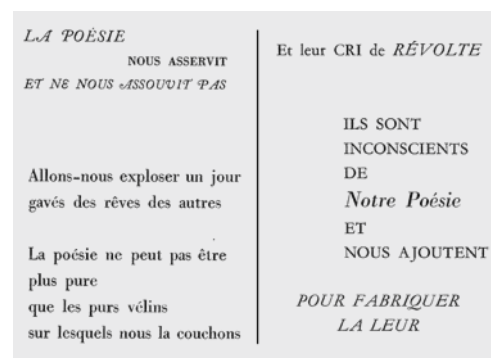 LA POÈSIE
NOUS ASSERVIT
ET NE NOUS ASSOUVIT PAS
Allons-nous exploser un jour
gavés des rêves des autres
La poésie ne peut pas être
plus pure
que les purs vélins
sur lesquels nous la couchons
Et leur CRI de RÉVOLTE
ILS SONT
INCONSCIENTS
DE
Notre Poésie
ET
NOUS AJOUTENT
POUR FABRIQUER
LA LEUR